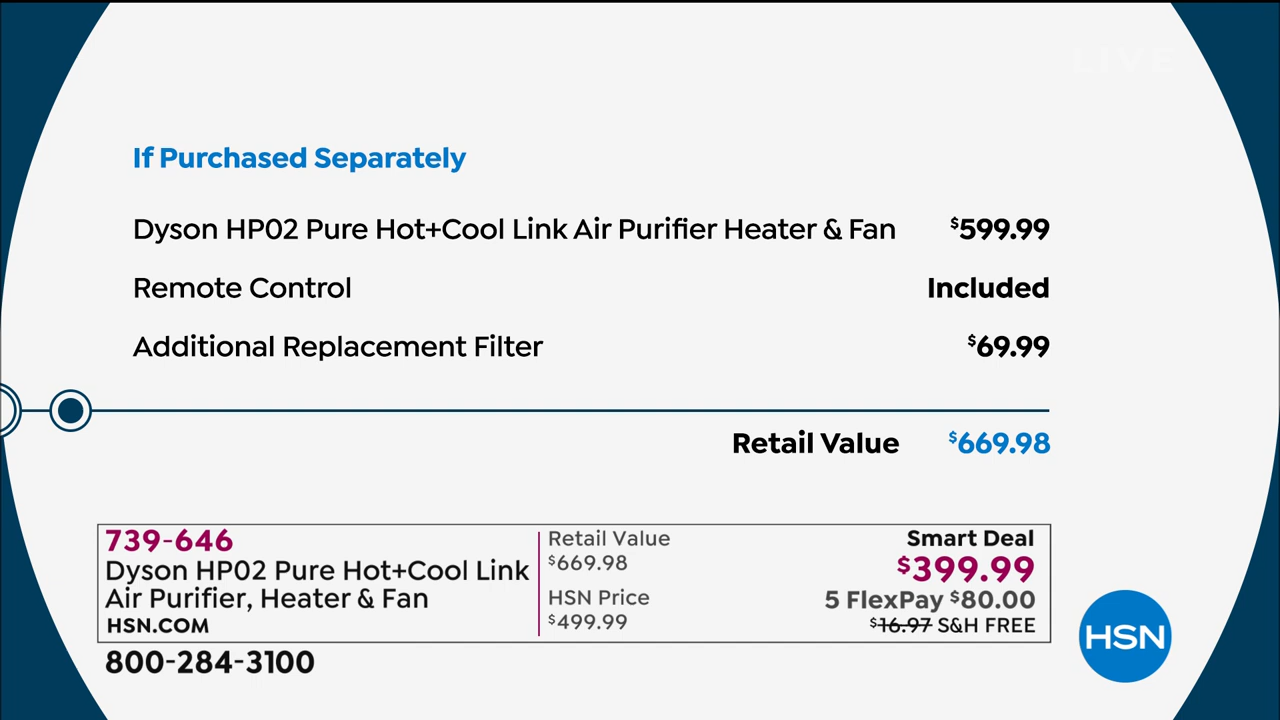 LIVE
If Purchased Separately
Dyson HP02 Pure Hot+Cool Link Air Purifier Heater & Fan $599.99
Remote Control Included
Additional Replacement Filter $69.99
Retail Value $669.98
739-646
Dyson HP02 Pure Hot+Cool Link
Air Purifier, Heater & Fan
HSN.COM
Retail Value
$669.98
HSN Price
$499.99
Smart Deal
$399.99
5 FlexPay $80.00
$16.97 S&H FREE
800-284-3100
HSN